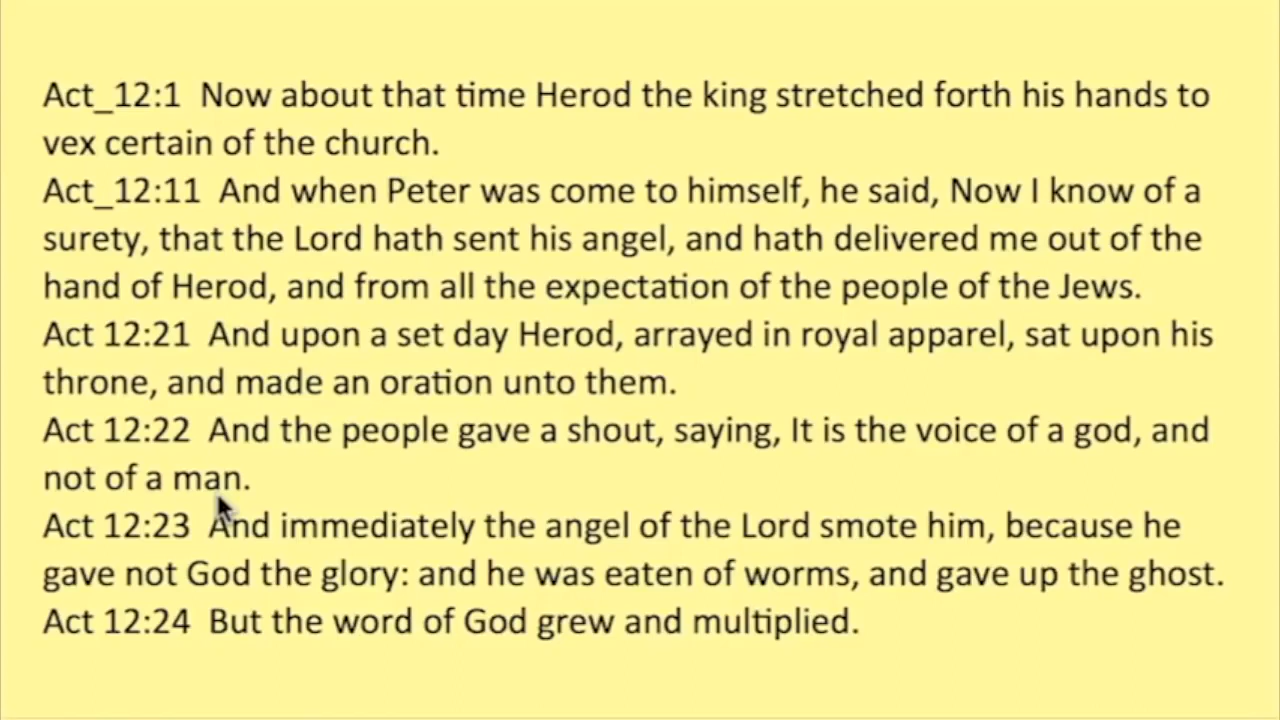 Act_12:1  Now about that time Herod the king stretched forth his hands to
vex certain of the church.
Act_12:11  And when Peter was come to himself, he said, Now I know of a
surety, that the Lord hath sent his angel, and hath delivered me out of the
hand of Herod, and from all the expectation of the people of the Jews.
Act 12:21  And upon a set day Herod, arrayed in royal apparel, sat upon his
throne, and made an oration unto them.
Act 12:22  And the people gave a shout, saying, It is the voice of a god, and
not of a man.
Act 12:23  And immediately the angel of the Lord smote him, because he
gave not God the glory: and he was eaten of worms, and gave up the ghost.
Act 12:24  But the word of God grew and multiplied.